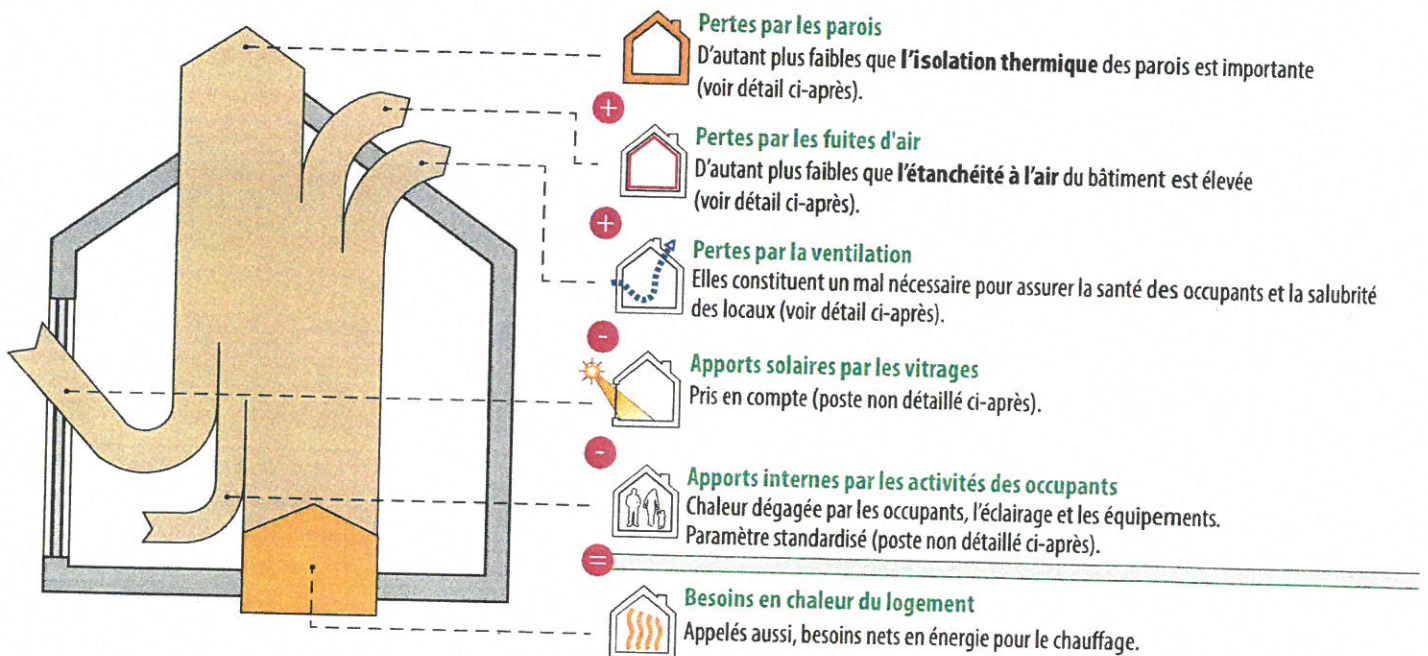 Pertes par les parois
D'autant plus faibles que l'isolation thermique des parois est importante
(voir détail ci-après).
+
Pertes par les fuites d'air
D'autant plus faibles que l'étanchéité à l'air du bâtiment est élevée
(voir détail ci-après).
+
Pertes par la ventilation
Elles constituent un mal nécessaire pour assurer la santé des occupants et la salubrité
des locaux (voir détail ci-après).
-
Apports solaires par les vitrages
Pris en compte (poste non détaillé ci-après).
-
Apports internes par les activités des occupants
Chaleur dégagée par les occupants, l'éclairage et les équipements.
Paramètre standardisé (poste non détaillé ci-après).
=
Besoins en chaleur du logement
Appelés aussi, besoins nets en énergie pour le chauffage.